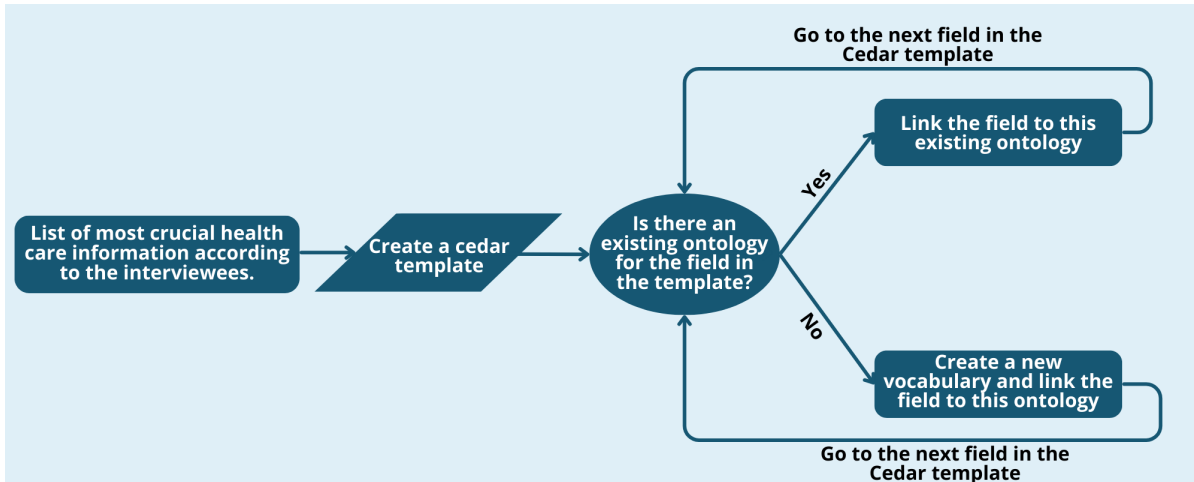 Go to the next field in the
Cedar template
Link the field to this
existing ontology
Yes
List of most crucial health
care information according
to the interviewees.
Create a cedar
template
Is there an
existing ontology
for the field in
the template?
No
Create a new
vocabulary and link the
field to this ontology
Go to the next field in the
Cedar template